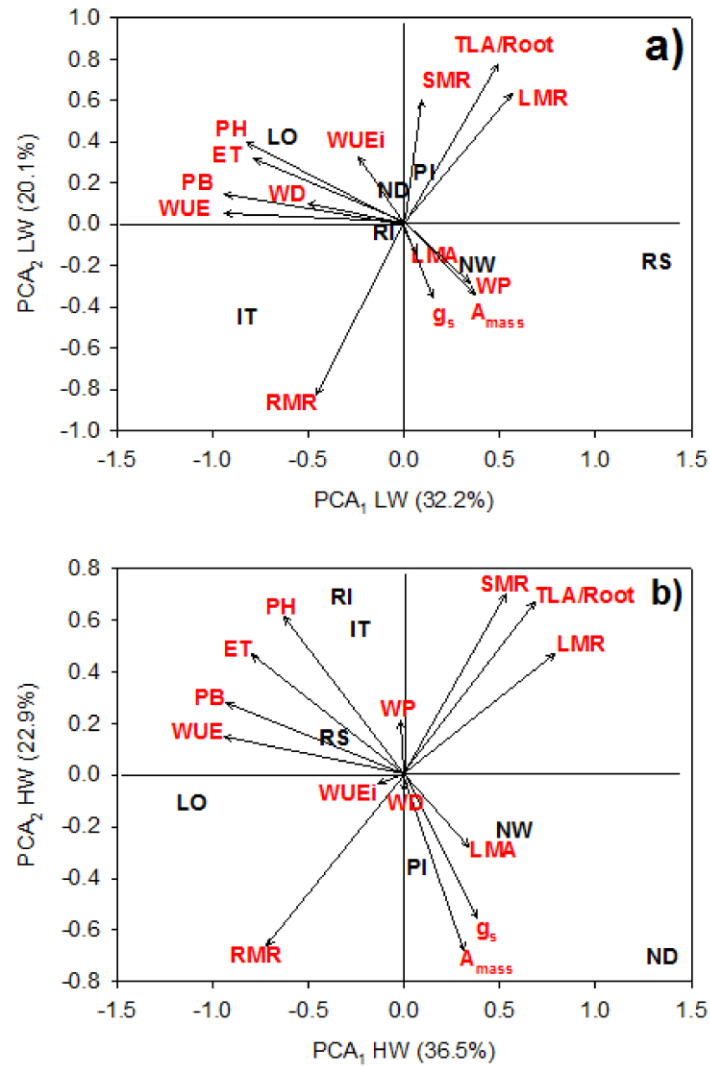 a)
1.0
0.8
0.6
0.4
0.2
0.0
-0.2
-0.4
-0.6
-0.8
-1.0
PCA2 LW (20.1%)
TLA/Root
SMR
LMR
PH
LO
WUEi
ET
PI
PB
WD
ND
WUE
RI
LMA
NW
RS
WP
IT
gs
Amass
RMR
-1.5 -1.0 -0.5 0.0 0.5 1.0 1.5
PCA1 LW (32.2%)
b)
0.8
0.6
0.4
0.2
0.0
-0.2
-0.4
-0.6
-0.8
PCA2 HW (22.9%)
SMR
RI
TLA/Root
PH
IT
LMR
ET
PB
WP
WUE
RS
WUEi
LO
WD
NW
LMA
PI
gs
RMR
Amass
ND
-1.5 -1.0 -0.5 0.0 0.5 1.0 1.5
PCA1 HW (36.5%)